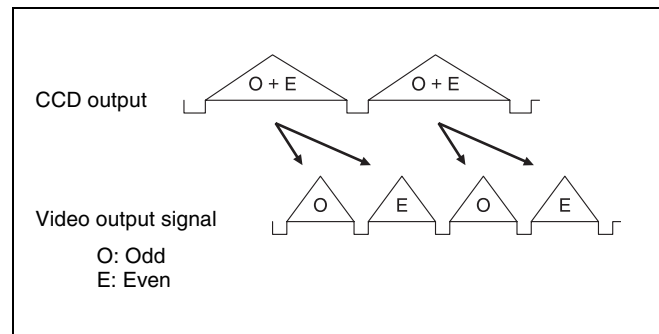 O + E
O + E
CCD output
O
E
O
E
Video output signal
O: Odd
E: Even